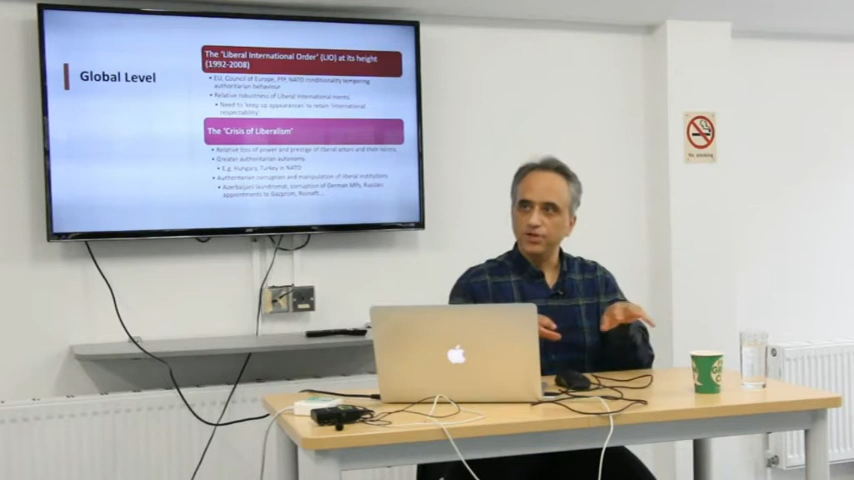 Global Level
The 'Liberal International Order' (LIO) at its height
(1992-2008)
• EU, Council of Europe, PfP, NATO conditionality tempering
authoritarian behaviour.
• Relative robustness of Liberal International norms.
• Need to 'keep up appearances' to retain 'international
respectability'
The 'Crisis of Liberalism'
• Relative loss of power and prestige of liberal actors and their norms.
• Greater authoritarian autonomy
• E.g. Hungary, Turkey in NATO
• Authoritarian corruption and manipulation of liberal institutions.
• Azerbaijani laundromat, corruption of German MPs, Russian
appointments to Gazprom, Rosneft...
No smoking